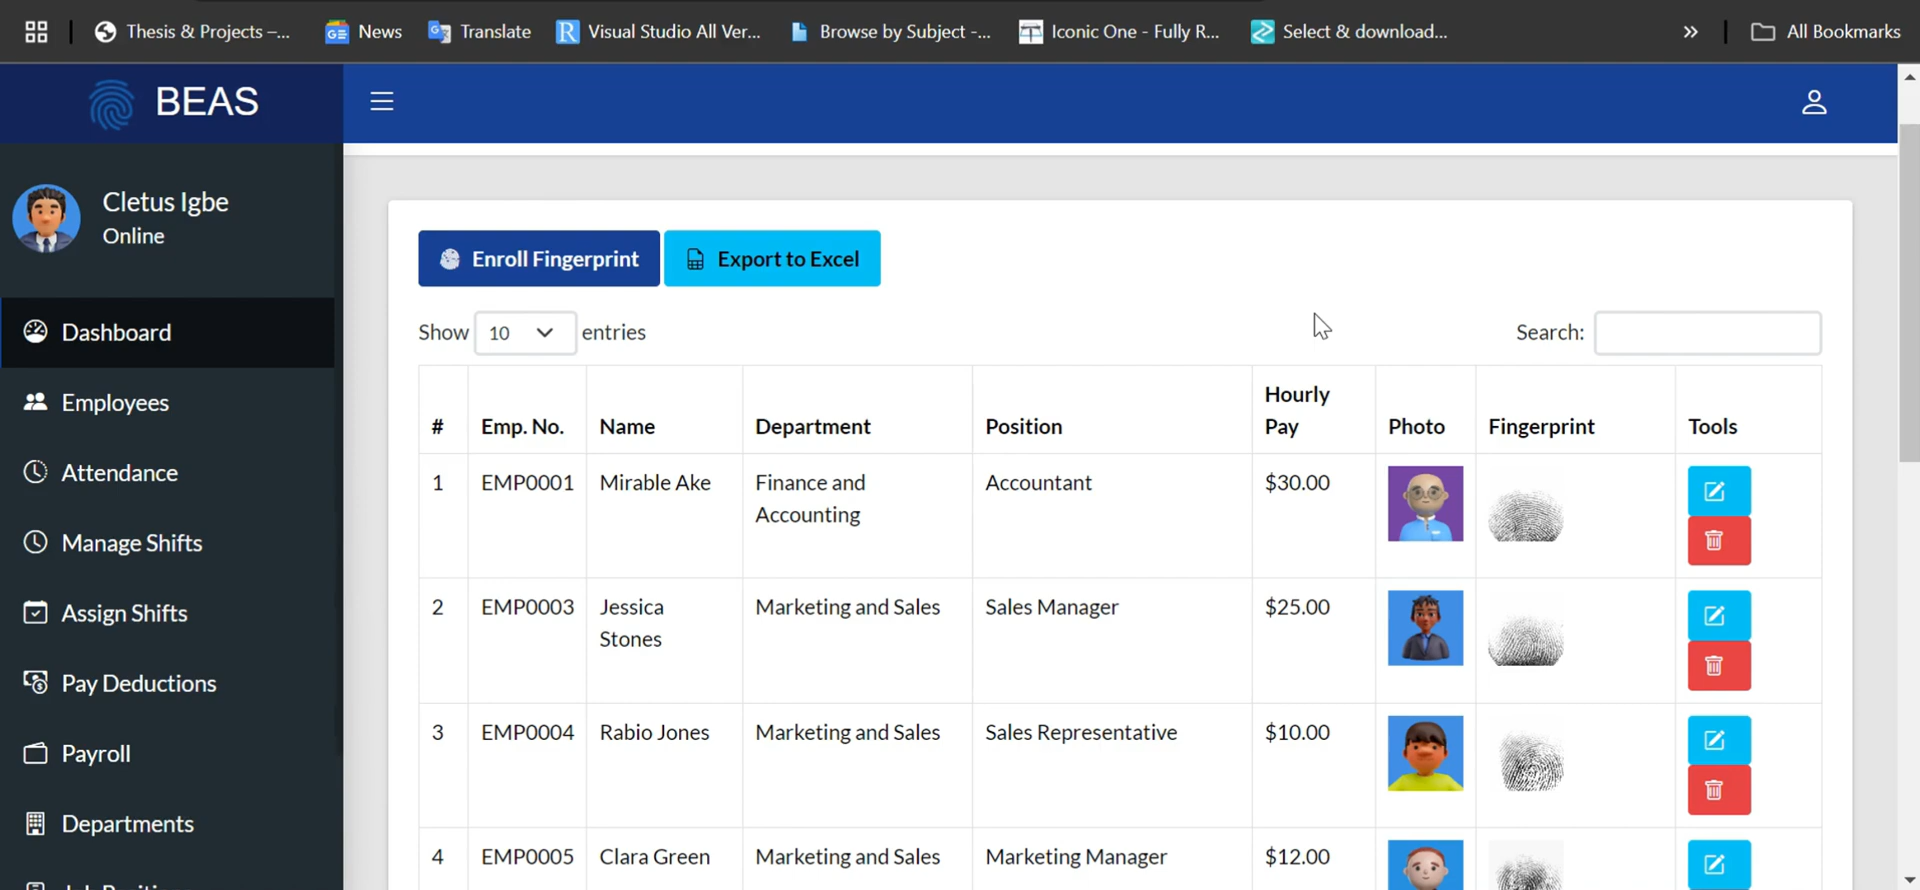 Thesis & Projects –...
News
Translate
Visual Studio All Ver...
Browse by Subject -...
Iconic One - Fully R...
Select & download...
All Bookmarks
BEAS
Cletus Igbe
Online
Dashboard
Employees
Attendance
Manage Shifts
Assign Shifts
Pay Deductions
Payroll
Departments
Enroll Fingerprint
Export to Excel
Show 10 entries
Search:
# Emp. No. Name Department Position Hourly Pay Photo Fingerprint Tools
1 EMP0001 Mirable Ake Finance and Accounting Accountant $30.00
2 EMP0003 Jessica Stones Marketing and Sales Sales Manager $25.00
3 EMP0004 Rabio Jones Marketing and Sales Sales Representative $10.00
4 EMP0005 Clara Green Marketing and Sales Marketing Manager $12.00